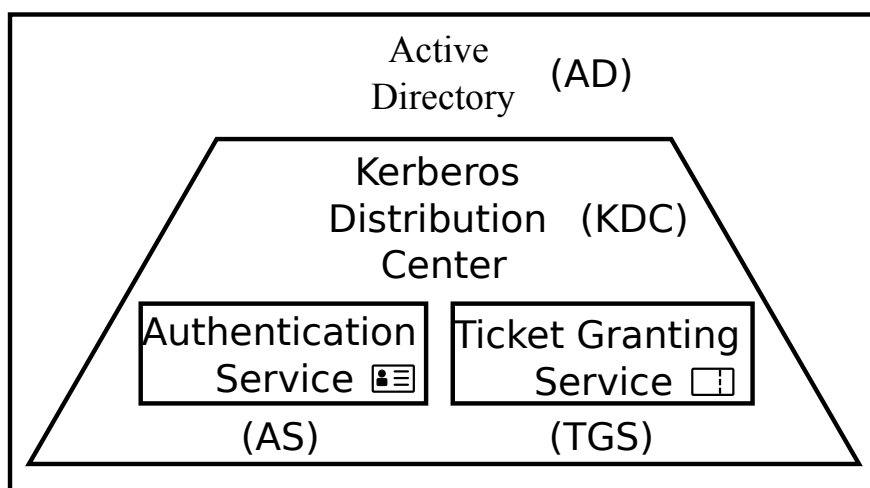 Active
Directory (AD)
Kerberos
Distribution (KDC)
Center
Authentication
Service
Ticket Granting
Service
(AS)
(TGS)